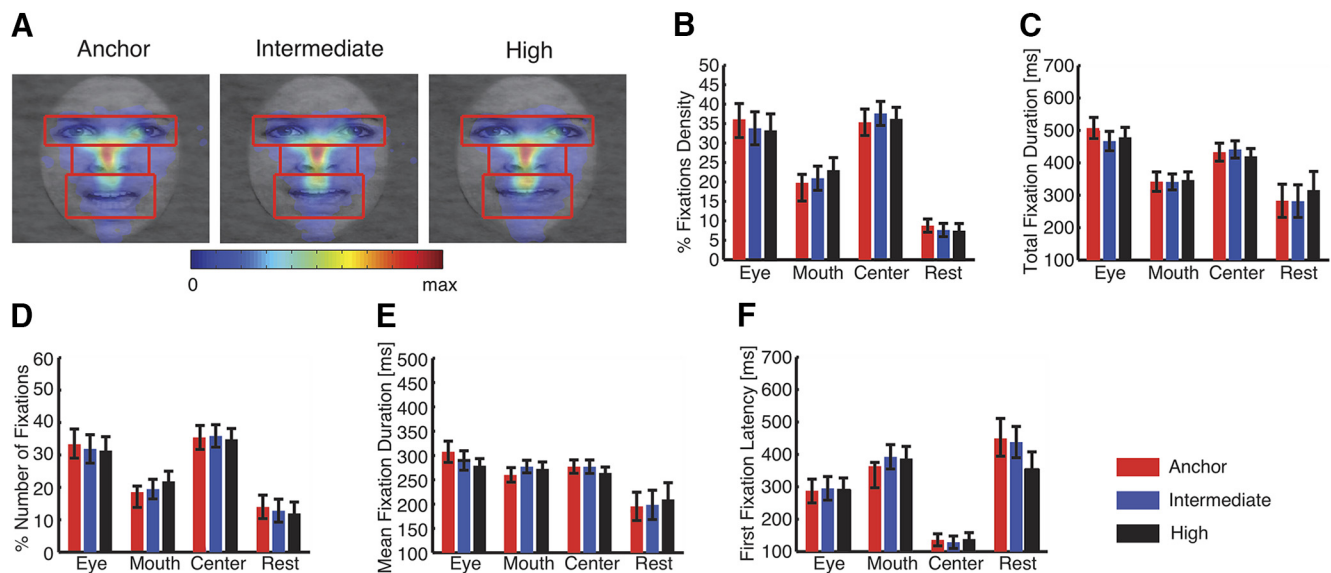 A
Anchor
Intermediate
High
0
max
B
% Fixations Density
50
45
40
35
30
25
20
15
10
5
0
Eye
Mouth
Center
Rest
C
Total Fixation Duration [ms]
700
600
500
400
300
200
100
Eye
Mouth
Center
Rest
D
% Number of Fixations
60
50
40
30
20
10
0
Eye
Mouth
Center
Rest
E
Mean Fixation Duration [ms]
500
450
400
350
300
250
200
150
100
Eye
Mouth
Center
Rest
F
First Fixation Latency [ms]
700
600
500
400
300
200
100
Eye
Mouth
Center
Rest
Anchor
Intermediate
High